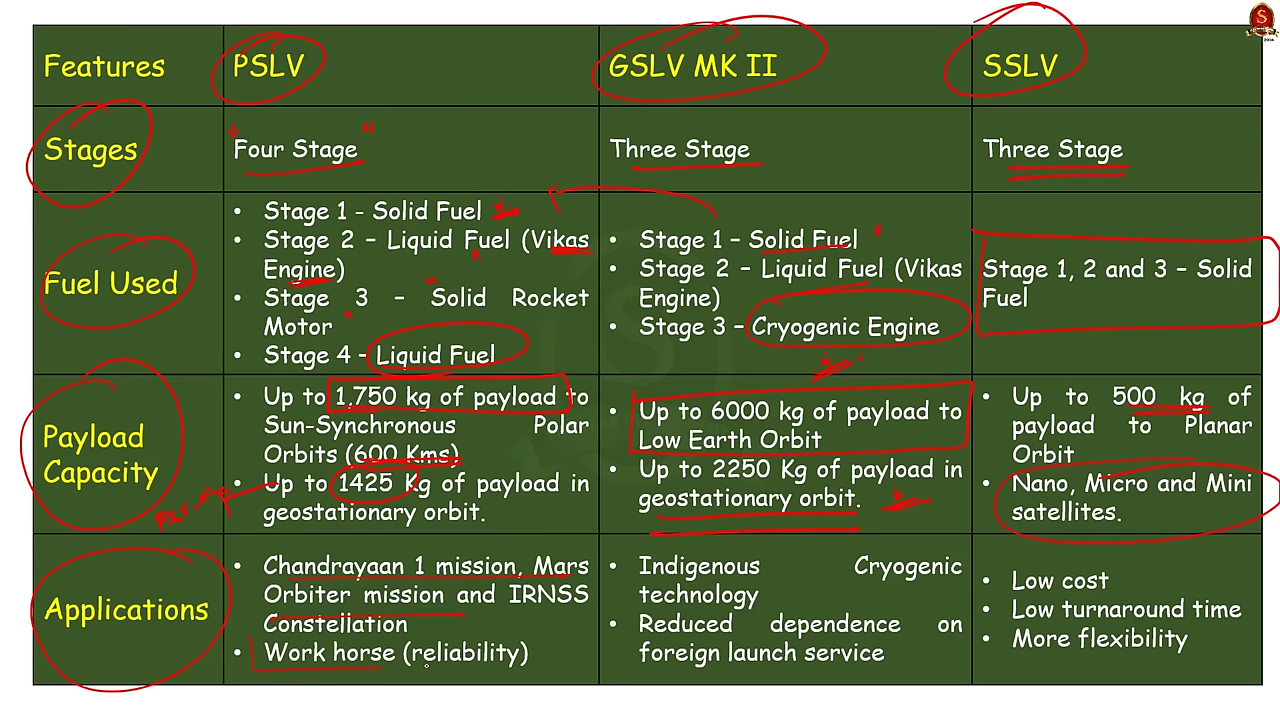 Features
PSLV
GSLV MK II
SSLV
Stages
Four Stage
Three Stage
Three Stage
Fuel Used
• Stage 1 - Solid Fuel
• Stage 2 – Liquid Fuel (Vikas
Engine)
• Stage 3 – Solid Rocket
Motor
• Stage 4 – Liquid Fuel
• Stage 1 – Solid Fuel
• Stage 2 – Liquid Fuel (Vikas
Engine)
• Stage 3 – Cryogenic Engine
Stage 1, 2 and 3 – Solid
Fuel
Payload
Capacity
• Up to 1,750 kg of payload to
Sun-Synchronous Polar
Orbits (600 Kms)
• Up to 1425 Kg of payload in
geostationary orbit.
• Up to 6000 kg of payload to
Low Earth Orbit
• Up to 2250 Kg of payload in
geostationary orbit.
• Up to 500 kg of
payload to Planar
Orbit
• Nano, Micro and Mini
satellites.
Applications
• Chandrayaan 1 mission, Mars
Orbiter mission and IRNSS
Constellation
• Work horse (reliability)
• Indigenous Cryogenic
technology
• Reduced dependence on
foreign launch service
• Low cost
• Low turnaround time
• More flexibility
S